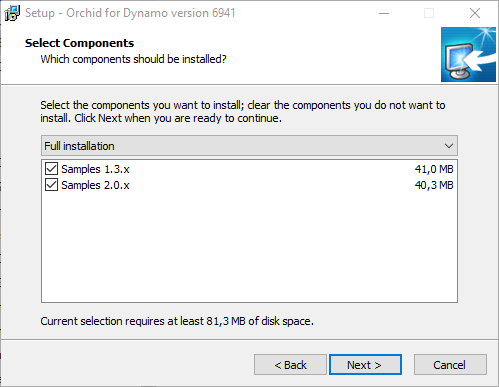 Setup - Orchid for Dynamo version 6941
Select Components
Which components should be installed?
Select the components you want to install; clear the components you do not want to
install. Click Next when you are ready to continue.
Full installation
Samples 1.3.x 41,0 MB
Samples 2.0.x 40,3 MB
Current selection requires at least 81,3 MB of disk space.
< Back Next > Cancel